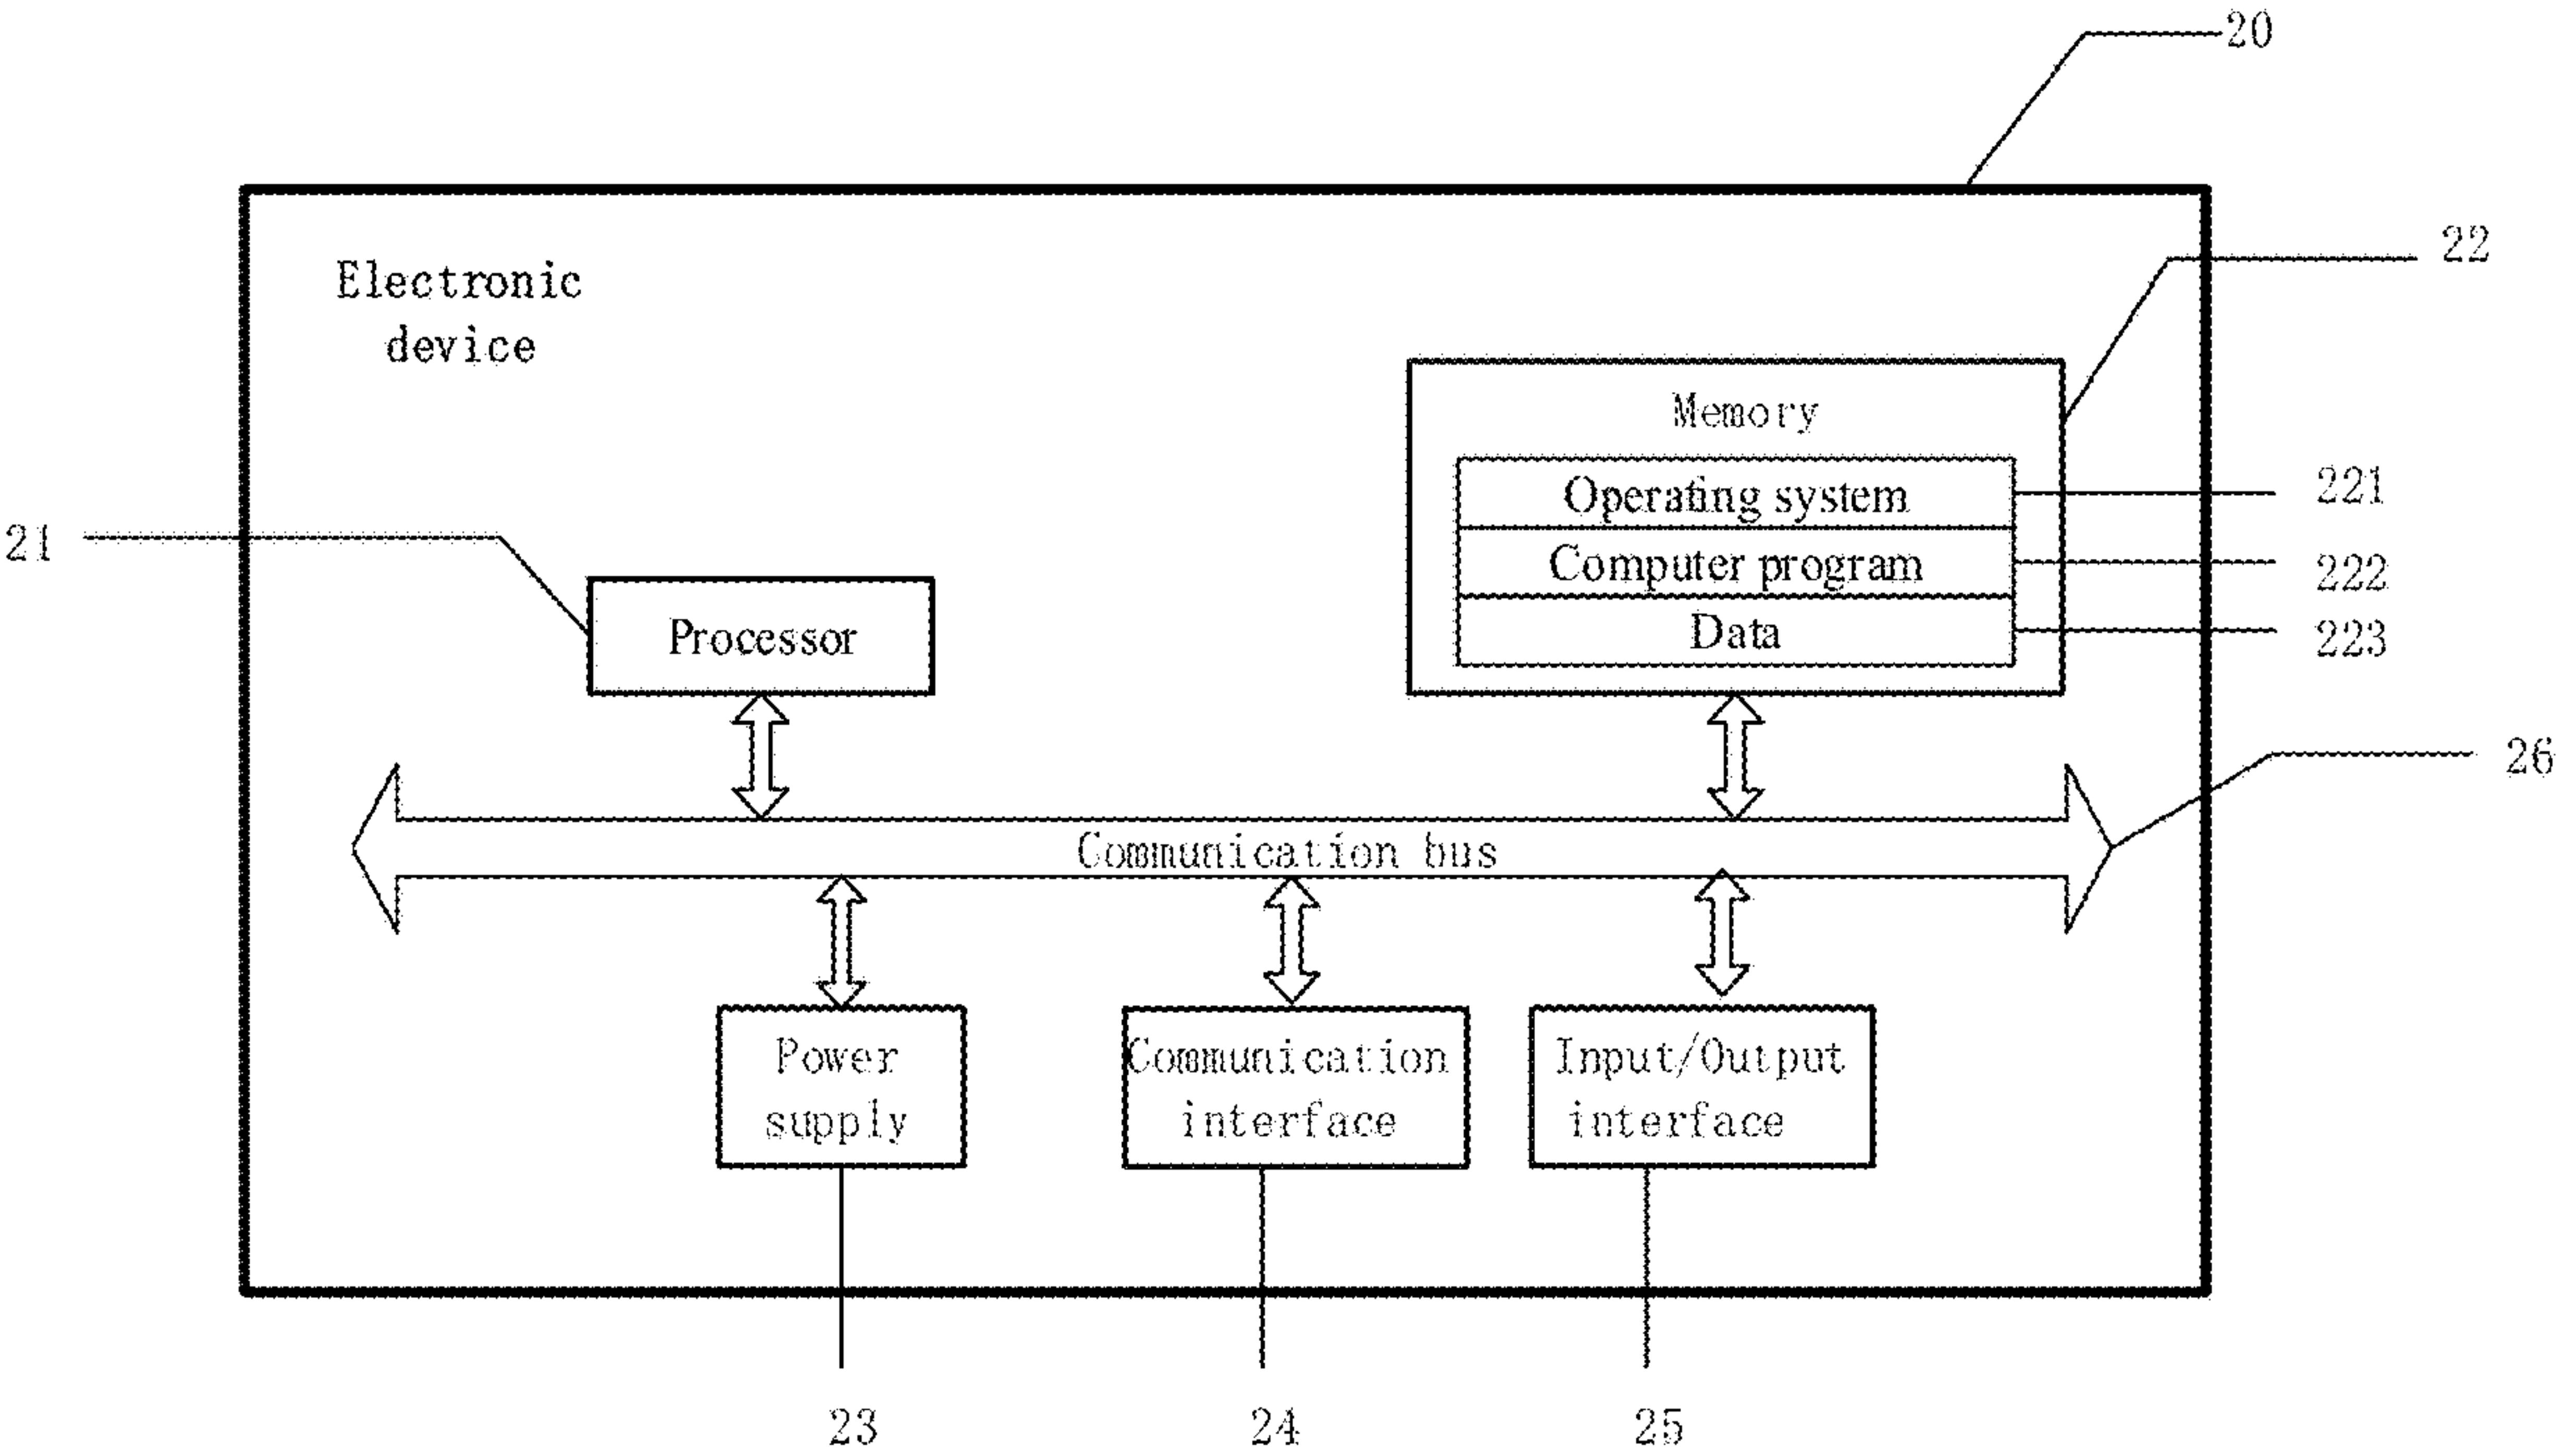 20
Electronic
device
22
Memory
Operating system
221
21
Computer program
222
Processor
Data
223
26
Communication bus
Power
supply
Communication
interface
Input/Output
interface
23
24
25